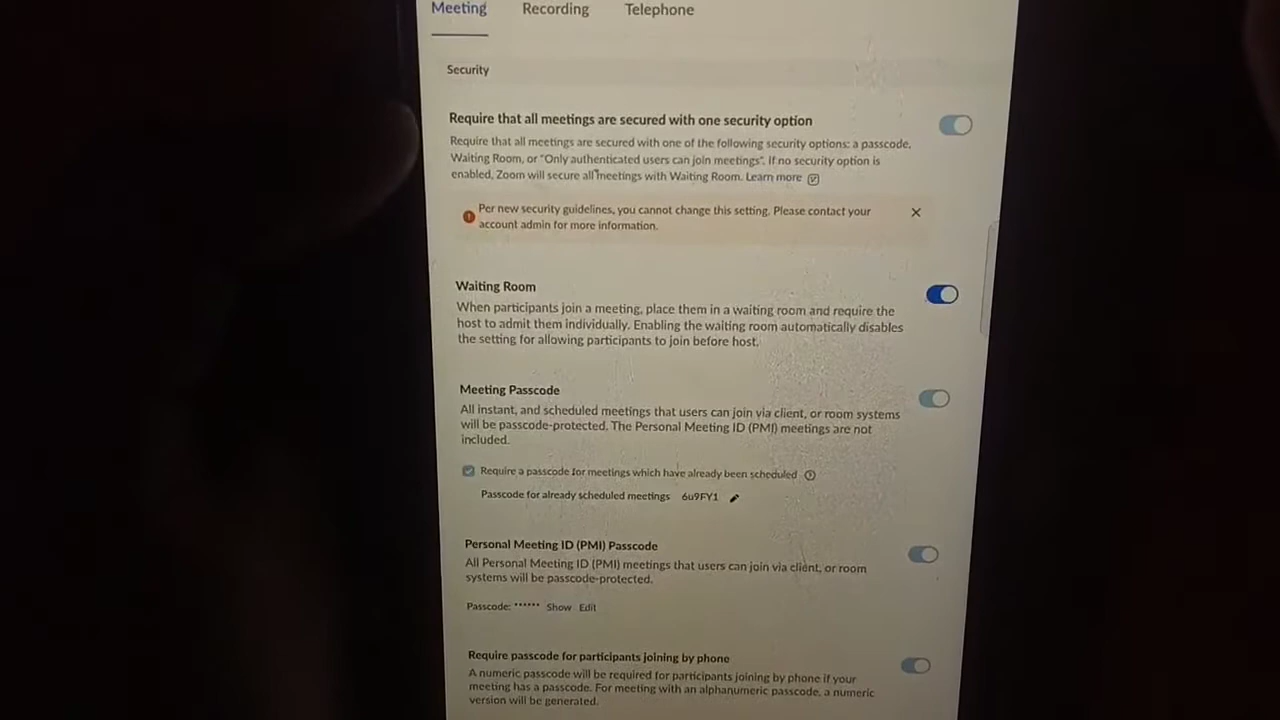 Meeting Recording Telephone
Security
Require that all meetings are secured with one security option
Require that all meetings are secured with one of the following security options: a passcode,
Waiting Room, or "Only authenticated users can join meetings". If no security option is
enabled, Zoom will secure all meetings with Waiting Room. Learn more
Per new security guidelines, you cannot change this setting. Please contact your
account admin for more information.
Waiting Room
When participants join a meeting, place them in a waiting room and require the
host to admit them individually. Enabling the waiting room automatically disables
the setting for allowing participants to join before host.
Meeting Passcode
All instant, and scheduled meetings that users can join via client, or room systems
will be passcode-protected. The Personal Meeting ID (PMI) meetings are not
included.
Require a passcode for meetings which have already been scheduled
Passcode for already scheduled meetings 6u9FY1
Personal Meeting ID (PMI) Passcode
All Personal Meeting ID (PMI) meetings that users can join via client, or room
systems will be passcode-protected.
Passcode: ****** Show Edit
Require passcode for participants joining by phone
A numeric passcode will be required for participants joining by phone if your
meeting has a passcode. For meeting with an alphanumeric passcode, a numeric
version will be generated.